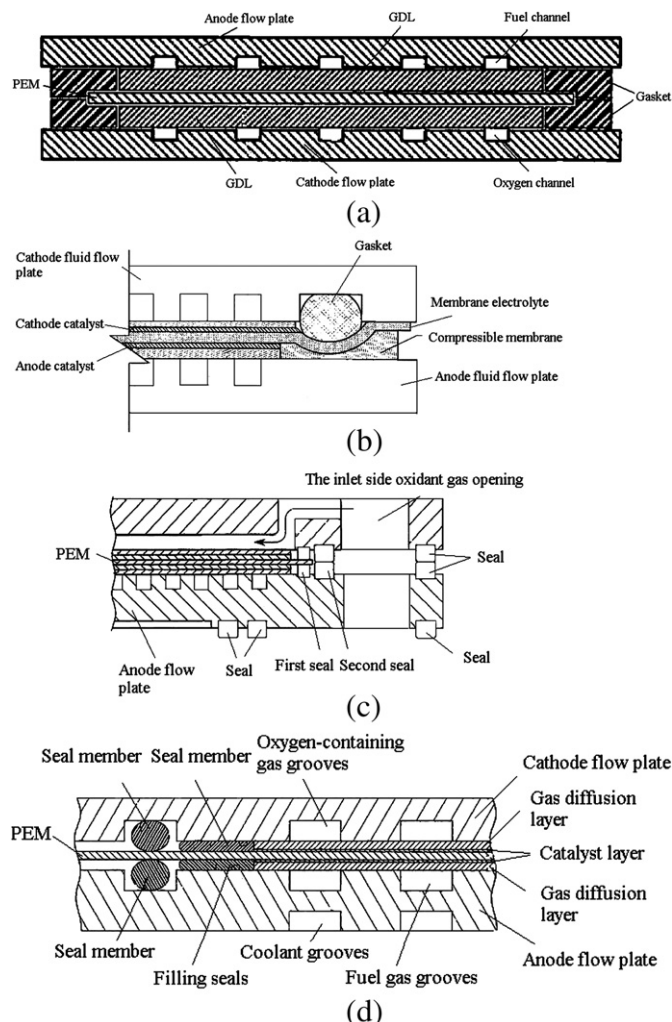 Anode flow plate
GDL
Fuel channel
PEM
Gasket
GDL
Cathode flow plate
Oxygen channel
(a)
Gasket
Cathode fluid flow
plate
Membrane electrolyte
Cathode catalyst
Compressible membrane
Anode catalyst
Anode fluid flow plate
(b)
The inlet side oxidant gas opening
PEM
Seal
Anode flow
plate
Seal
First seal
Second seal
Seal
(c)
Seal member
Seal member
Oxygen-containing
gas grooves
Cathode flow plate
Gas diffusion
layer
PEM
Catalyst layer
Gas diffusion
layer
Seal member
Filling seals
Coolant grooves
Fuel gas grooves
Anode flow plate
(d)